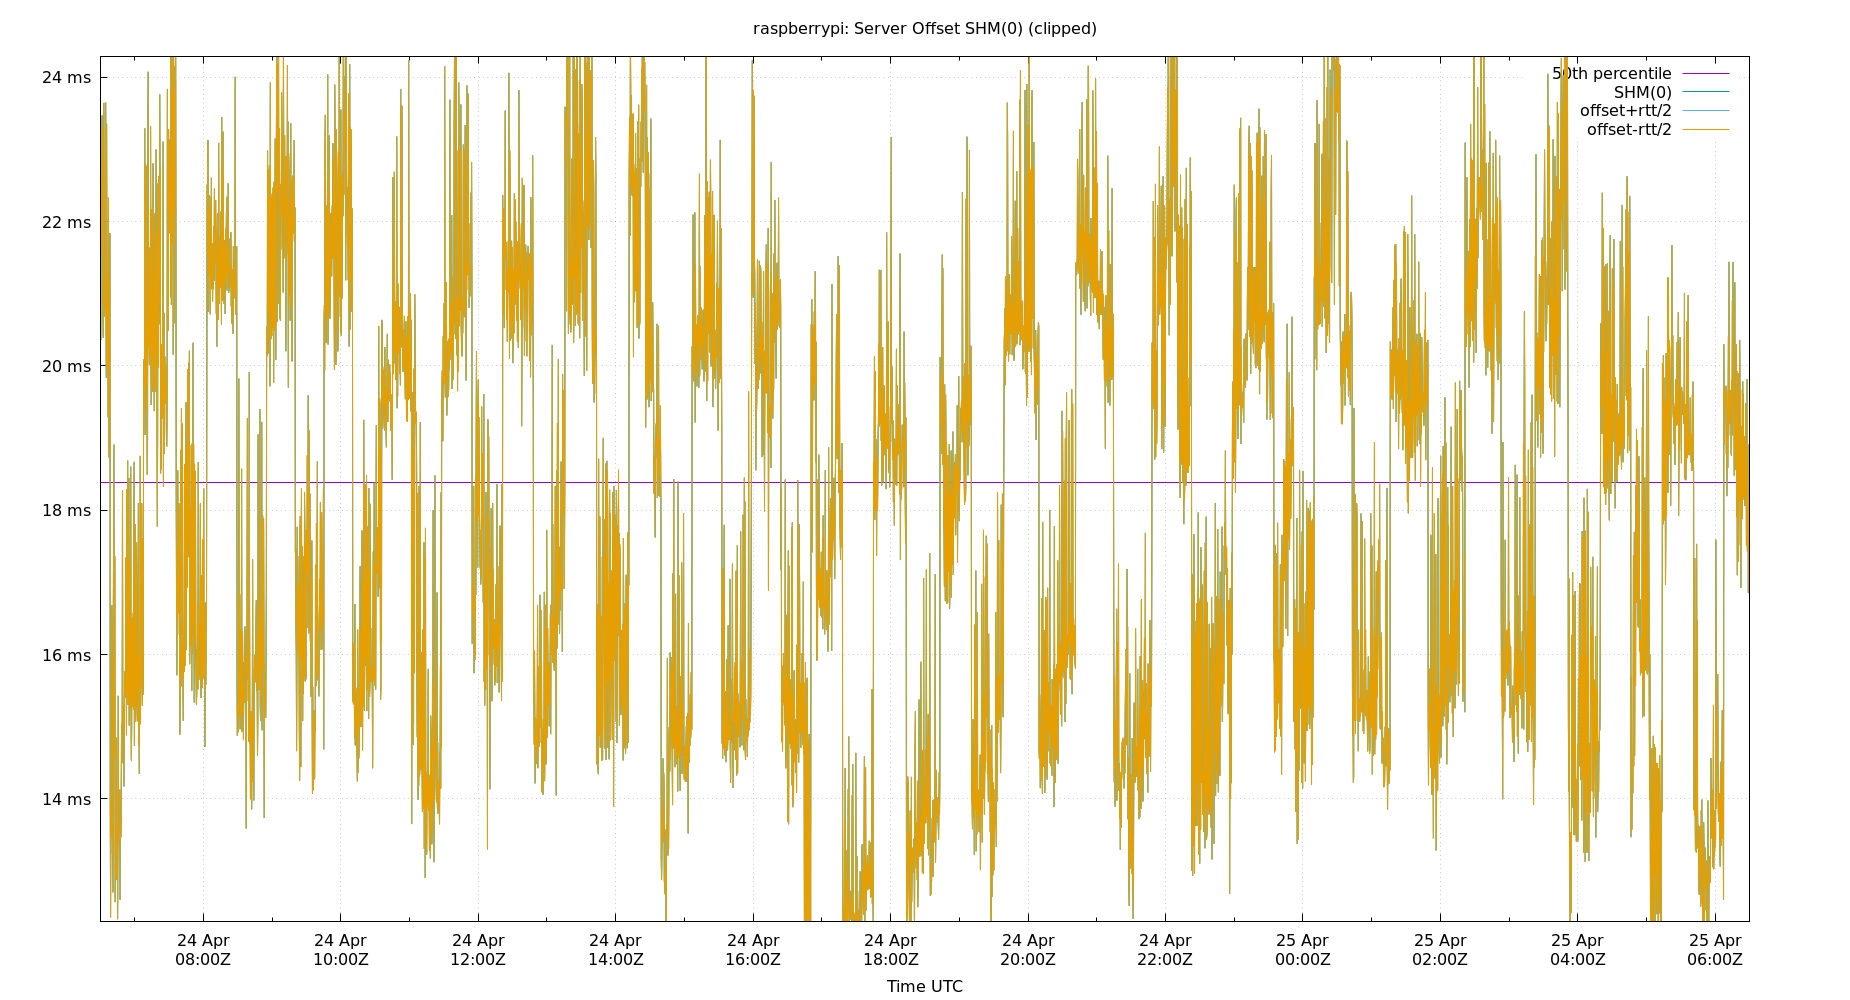 raspberrypi: Server Offset SHM(0) (clipped)
24 ms
22 ms
20 ms
18 ms
16 ms
14 ms
50th percentile
SHM(0)
offset+rtt/2
offset-rtt/2
24 Apr 24 Apr 24 Apr 24 Apr 24 Apr 24 Apr 24 Apr 24 Apr 25 Apr 25 Apr 25 Apr 25 Apr
08:00Z 10:00Z 12:00Z 14:00Z 16:00Z 18:00Z 20:00Z 22:00Z 00:00Z 02:00Z 04:00Z 06:00Z
Time UTC